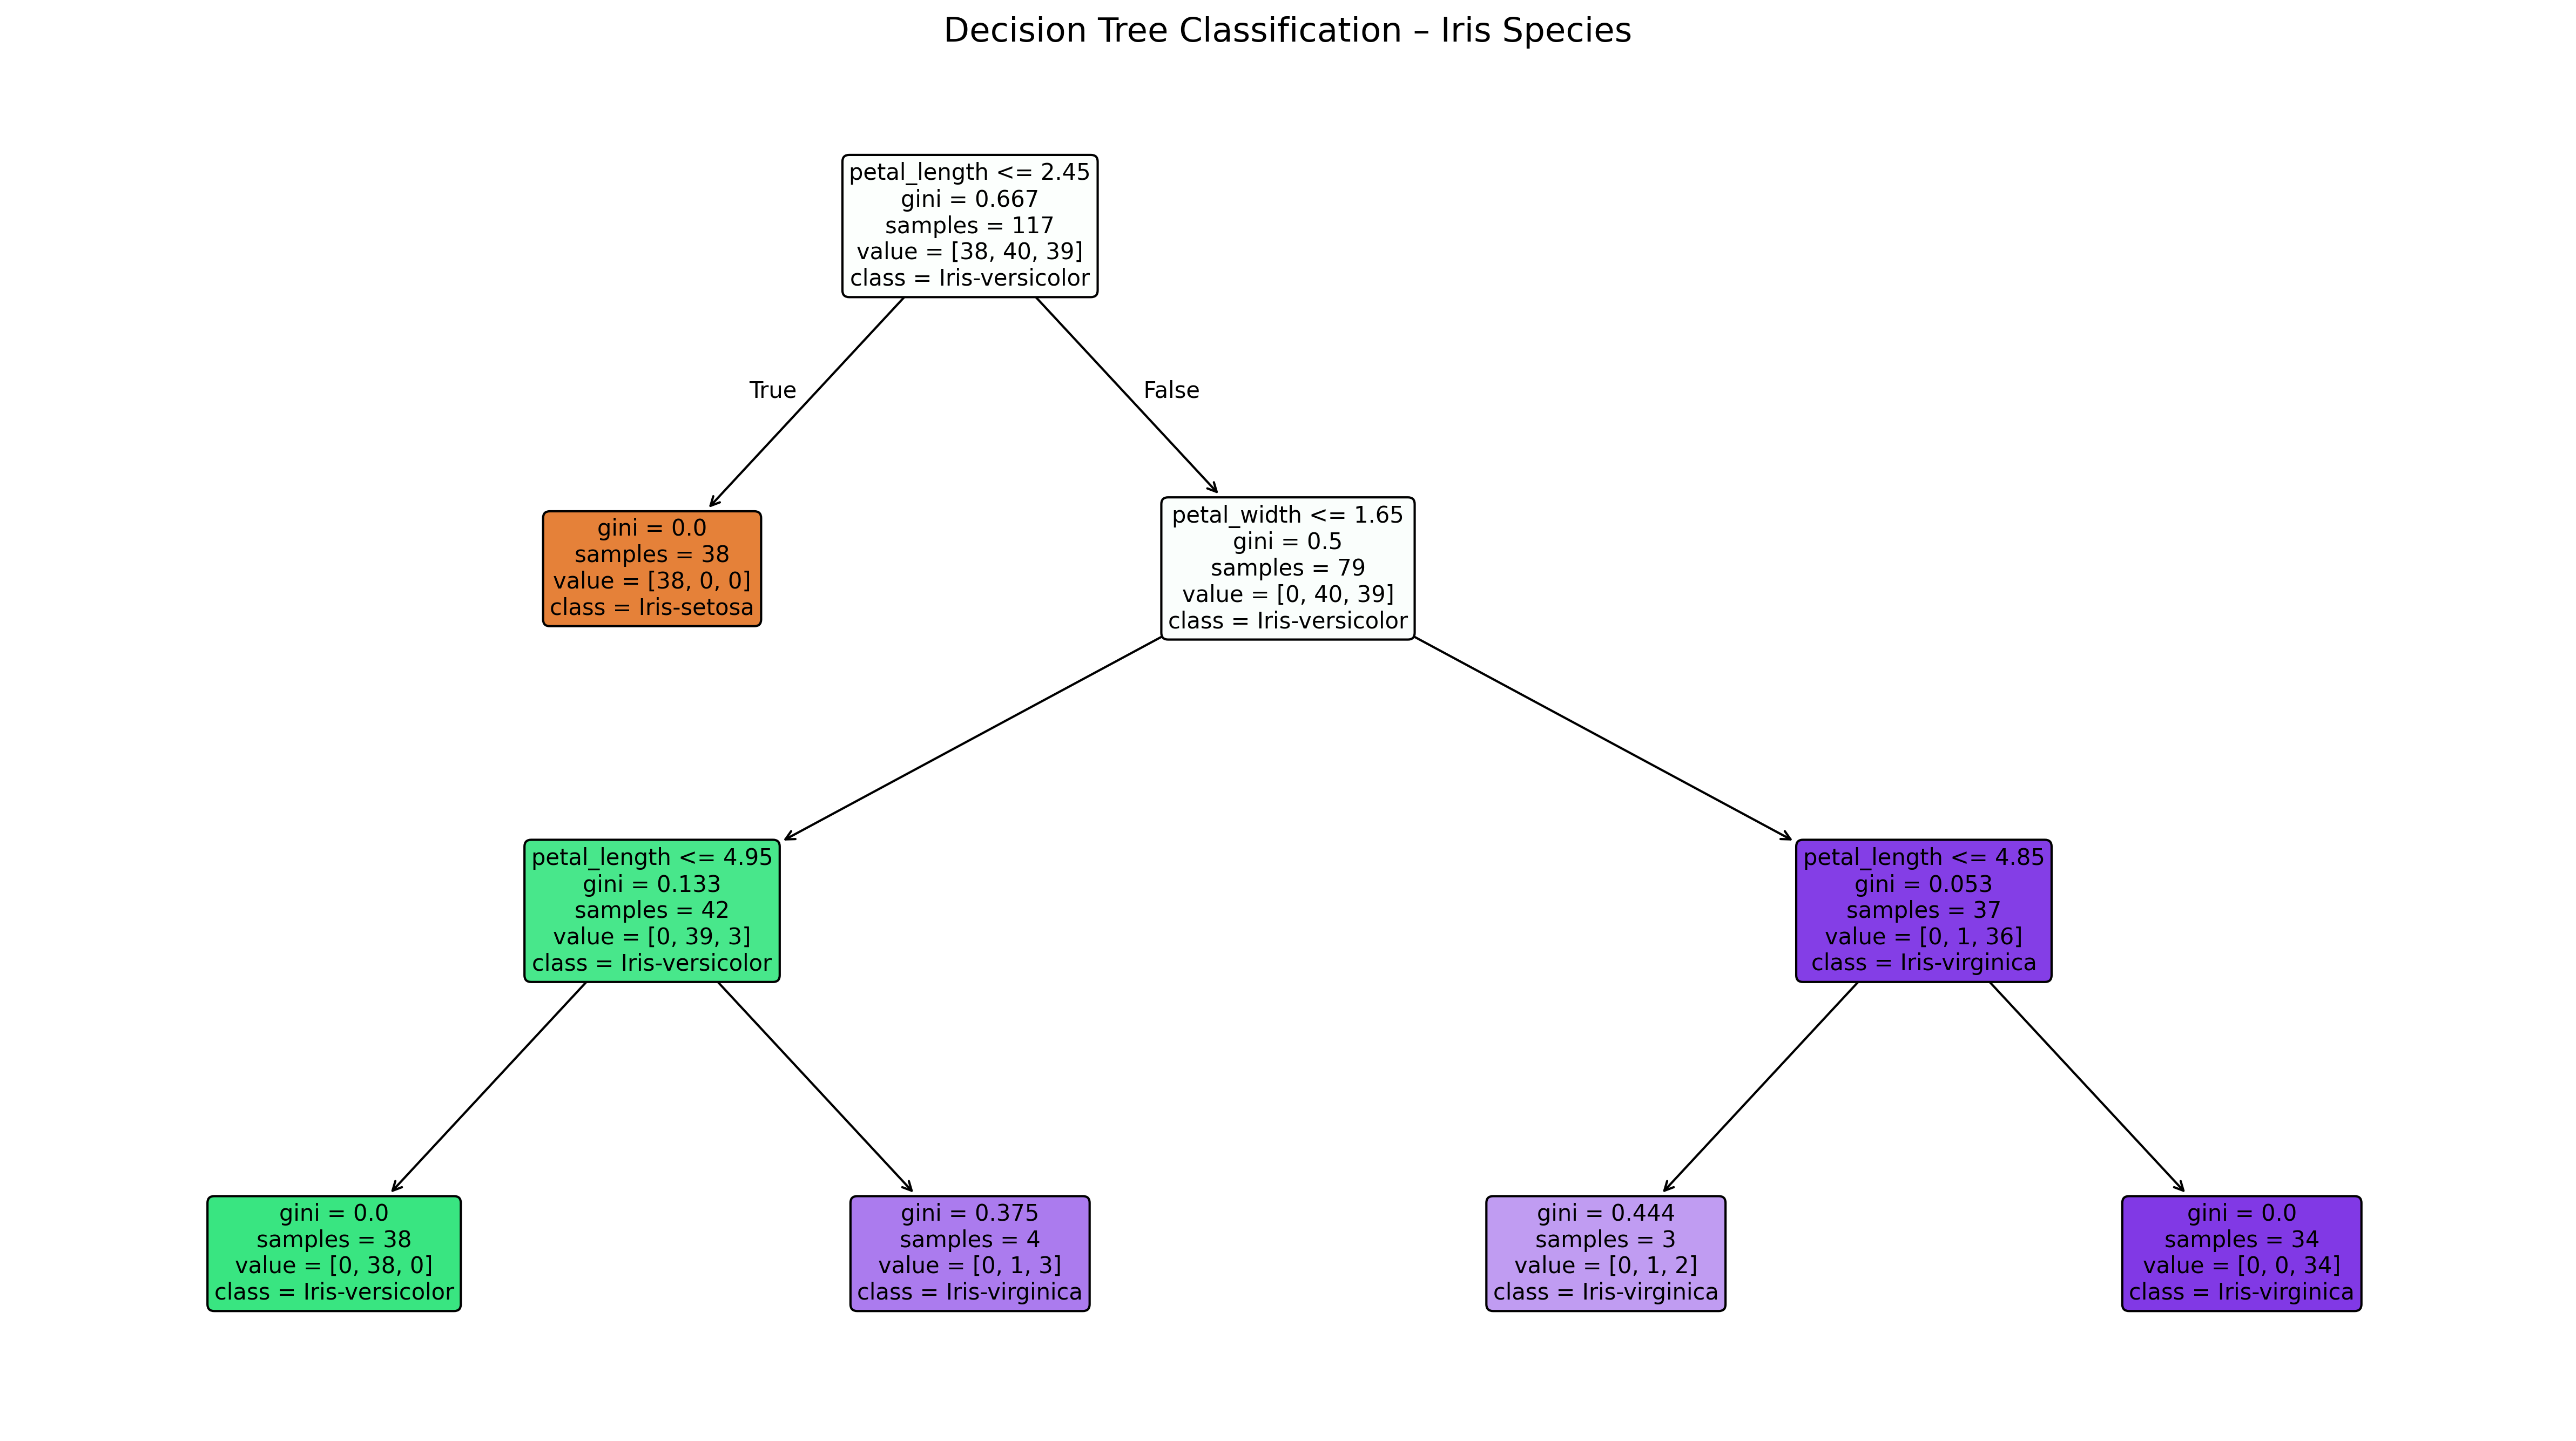 Decision Tree Classification – Iris Species
petal_length <= 2.45
gini = 0.667
samples = 117
value = [38, 40, 39]
class = Iris-versicolor
True
False
gini = 0.0
samples = 38
value = [38, 0, 0]
class = Iris-setosa
petal_width <= 1.65
gini = 0.5
samples = 79
value = [0, 40, 39]
class = Iris-versicolor
petal_length <= 4.95
gini = 0.133
samples = 42
value = [0, 39, 3]
class = Iris-versicolor
petal_length <= 4.85
gini = 0.053
samples = 37
value = [0, 1, 36]
class = Iris-virginica
gini = 0.0
samples = 38
value = [0, 38, 0]
class = Iris-versicolor
gini = 0.375
samples = 4
value = [0, 1, 3]
class = Iris-virginica
gini = 0.444
samples = 3
value = [0, 1, 2]
class = Iris-virginica
gini = 0.0
samples = 34
value = [0, 0, 34]
class = Iris-virginica